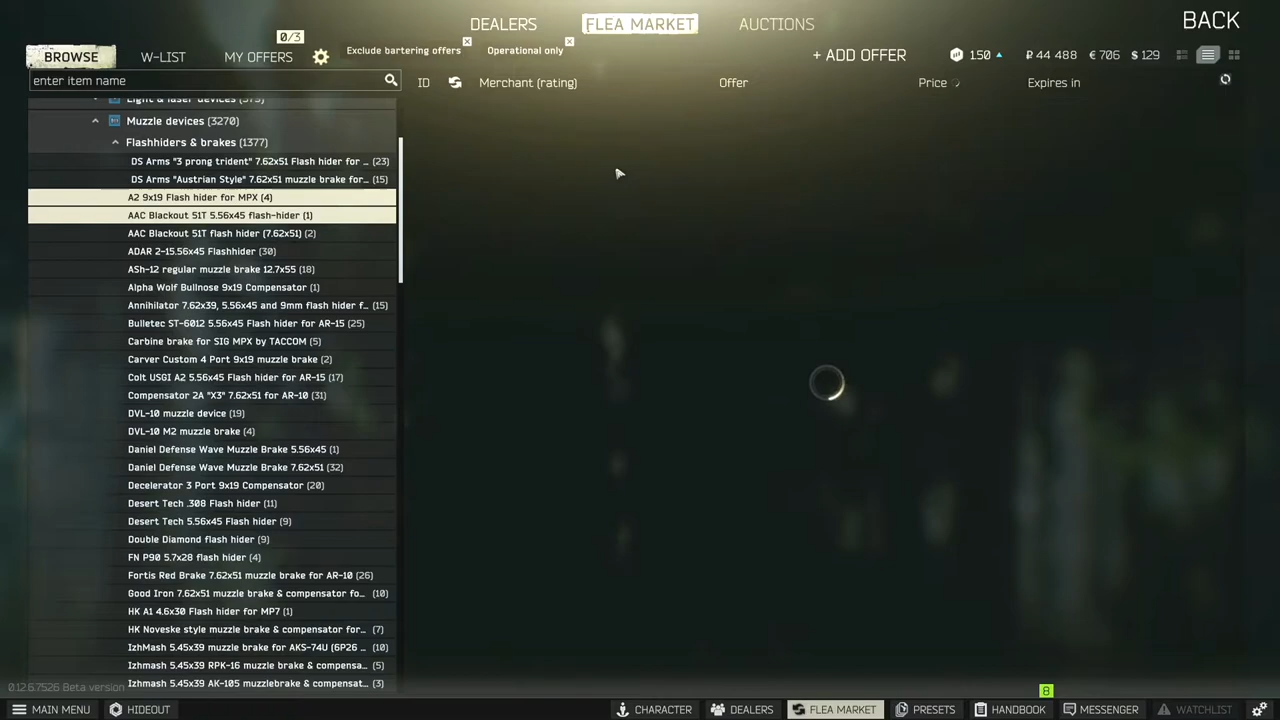 DEALERS FLEA MARKET AUCTIONS BACK
0/3
BROWSE W-LIST MY OFFERS Exclude bartering offers Operational only + ADD OFFER 1.50 ₽ 44 488 € 706 $ 129
enter item name ID Merchant (rating) Offer Price Expires in
Light & laser devices (373)
Muzzle devices (3270)
Flashhiders & brakes (1377)
DS Arms "3 prong trident" 7.62x51 Flash hider for ... (23)
DS Arms "Austrian Style" 7.62x51 muzzle brake for... (15)
A2 9x19 Flash hider for MPX (4)
AAC Blackout 51T 5.56x45 flash-hider (1)
AAC Blackout 51T flash hider (7.62x51) (2)
ADAR 2-15.56x45 Flashhider (30)
ASh-12 regular muzzle brake 12.7x55 (18)
Alpha Wolf Bullnose 9x19 Compensator (1)
Annihilator 7.62x39, 5.56x45 and 9mm flash hider f... (15)
Bulletec ST-6012 5.56x45 Flash hider for AR-15 (25)
Carbine brake for SIG MPX by TACCOM (5)
Carver Custom 4 Port 9x19 muzzle brake (2)
Colt USGI A2 5.56x45 Flash hider for AR-15 (17)
Compensator 2A "X3" 7.62x51 for AR-10 (31)
DVL-10 muzzle device (19)
DVL-10 M2 muzzle brake (4)
Daniel Defense Wave Muzzle Brake 5.56x45 (1)
Daniel Defense Wave Muzzle Brake 7.62x51 (32)
Decelerator 3 Port 9x19 Compensator (20)
Desert Tech .308 Flash hider (11)
Desert Tech 5.56x45 Flash hider (9)
Double Diamond flash hider (9)
FN P90 5.7x28 flash hider (4)
Fortis Red Brake 7.62x51 muzzle brake for AR-10 (26)
Good Iron 7.62x51 muzzle brake & compensator fo... (10)
HK A1 4.6x30 Flash hider for MP7 (1)
HK Noveske style muzzle brake & compensator for... (7)
IzhMash 5.45x39 muzzle brake for AKS-74U (6P26 ... (10)
Izhmash 5.45x39 RPK-16 muzzle brake & compensa... (5)
Izhmash 5.45x39 AK-105 muzzlebrake & compensat... (3)
0.12.6.7526 Beta version
8
MAIN MENU HIDEOUT CHARACTER DEALERS FLEA MARKET PRESETS HANDBOOK MESSENGER WATCHLIST